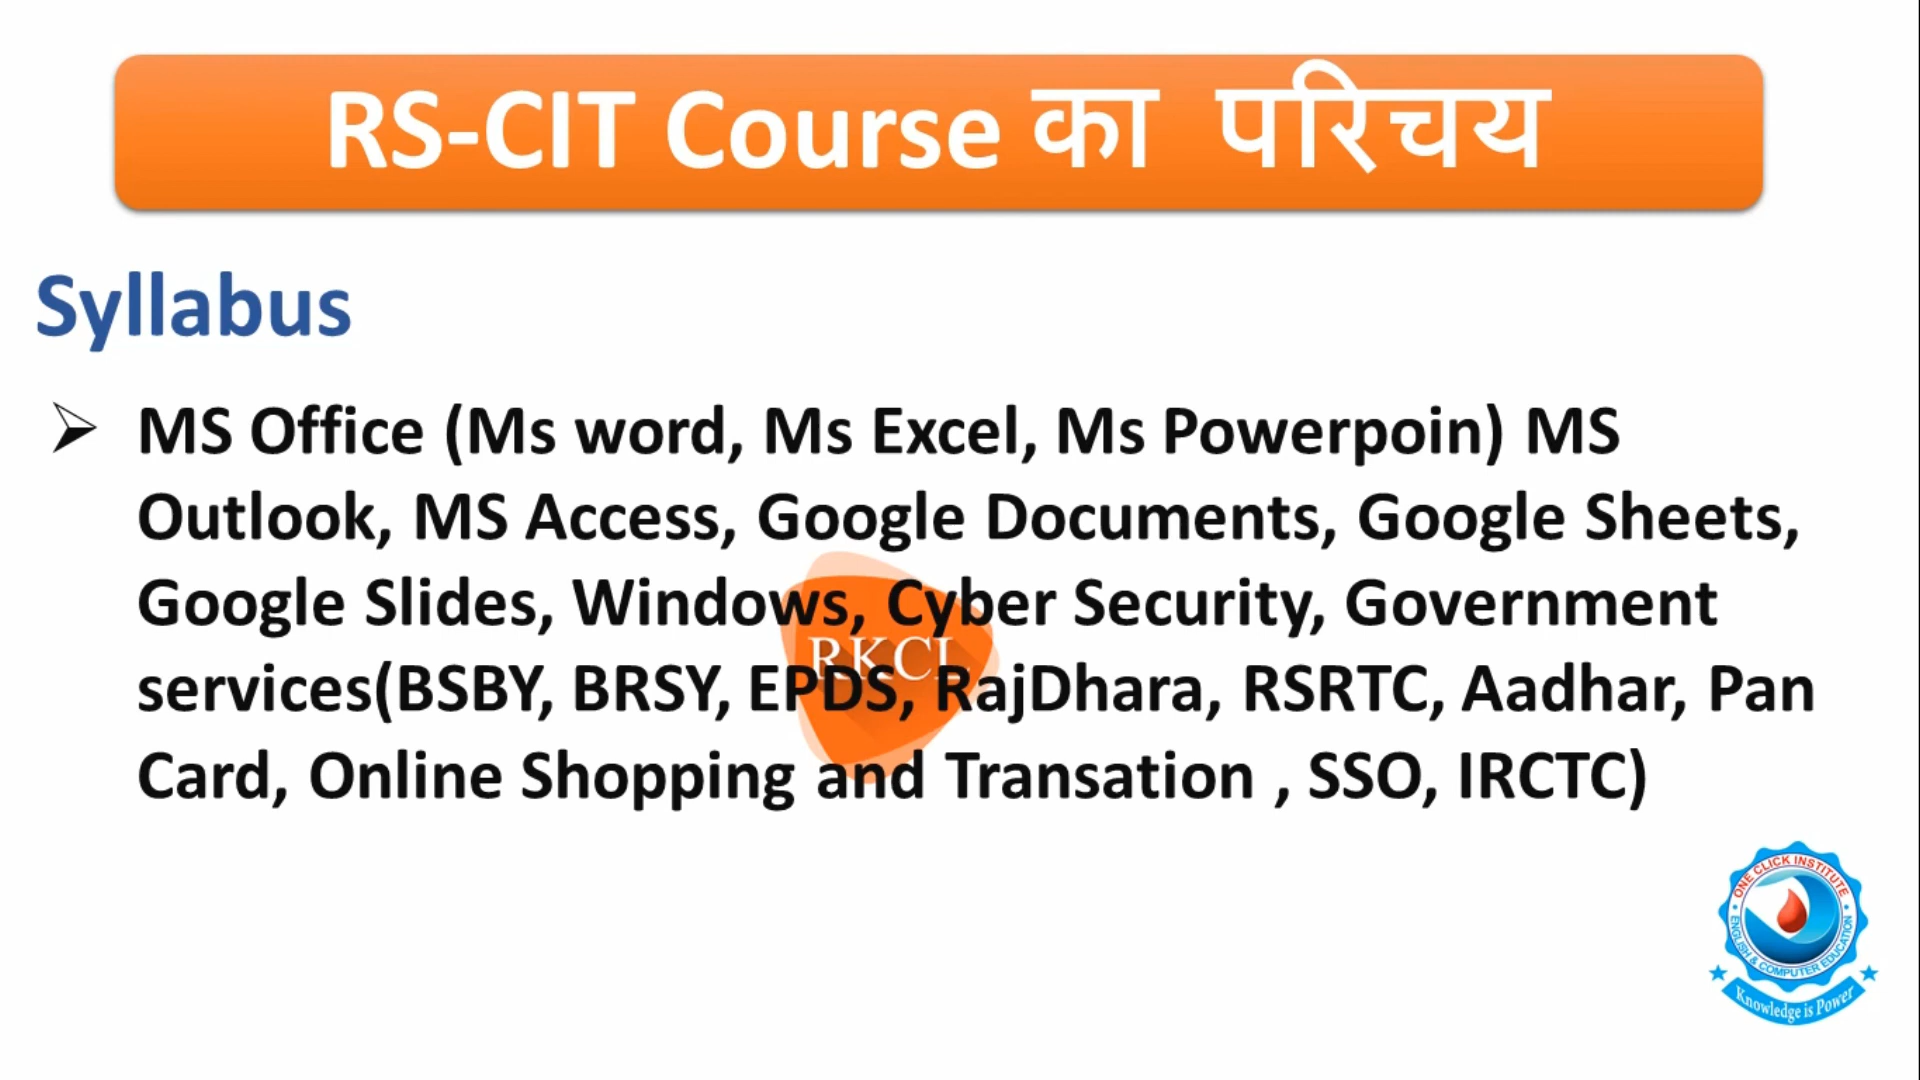 RS-CIT Course का परिचय
Syllabus
➢ MS Office (Ms word, Ms Excel, Ms Powerpoin) MS
Outlook, MS Access, Google Documents, Google Sheets,
Google Slides, Windows, Cyber Security, Government
services(BSBY, BRSY, EPDS, RajDhara, RSRTC, Aadhar, Pan
Card, Online Shopping and Transation , SSO, IRCTC)
RKCL
ONE CLICK INSTITUTE
ENGLISH & COMPUTER EDUCATION
Knowledge is Power